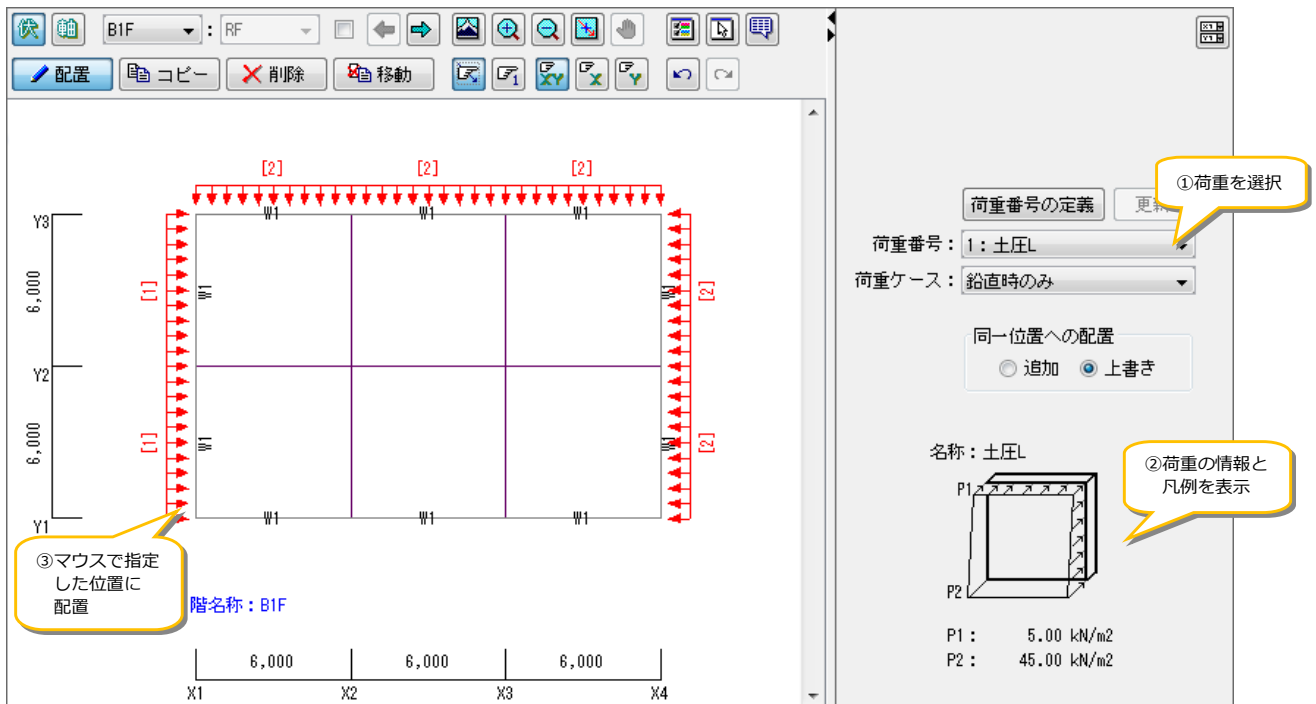 B1F : RF
配置 コピー 削除 移動 1 XY X Y
①荷重を選択
荷重番号の定義
荷重番号： 1：土圧L
荷重ケース： 鉛直時のみ
同一位置への配置
追加 上書き
名称：土圧L
②荷重の情報と
凡例を表示
P1
P2
P1： 5.00 kN/m2
P2： 45.00 kN/m2
[2] [2] [2]
W1 W1 W1
Y3
6,000 [1] W1 W1 [2]
Y2
6,000 [1] W1 W1 [2]
W1 W1 W1
Y1
③マウスで指定
した位置に
配置
階名称：B1F
6,000 6,000 6,000
X1 X2 X3 X4